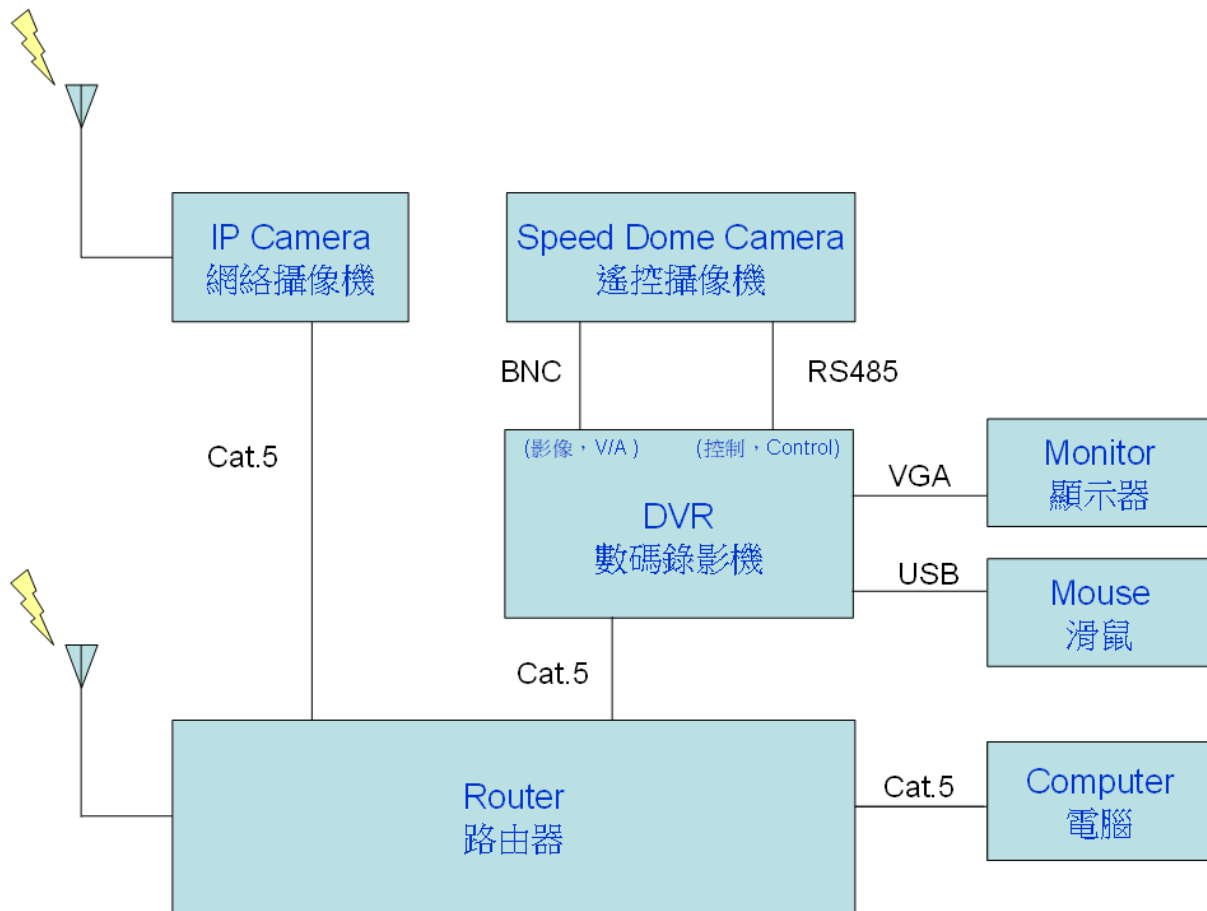 IP Camera
網絡攝像機
Speed Dome Camera
遙控攝像機
BNC
RS485
Cat.5
(影像，V/A )
(控制，Control)
DVR
數碼錄影機
VGA
Monitor
顯示器
USB
Mouse
滑鼠
Cat.5
Router
路由器
Cat.5
Computer
電腦